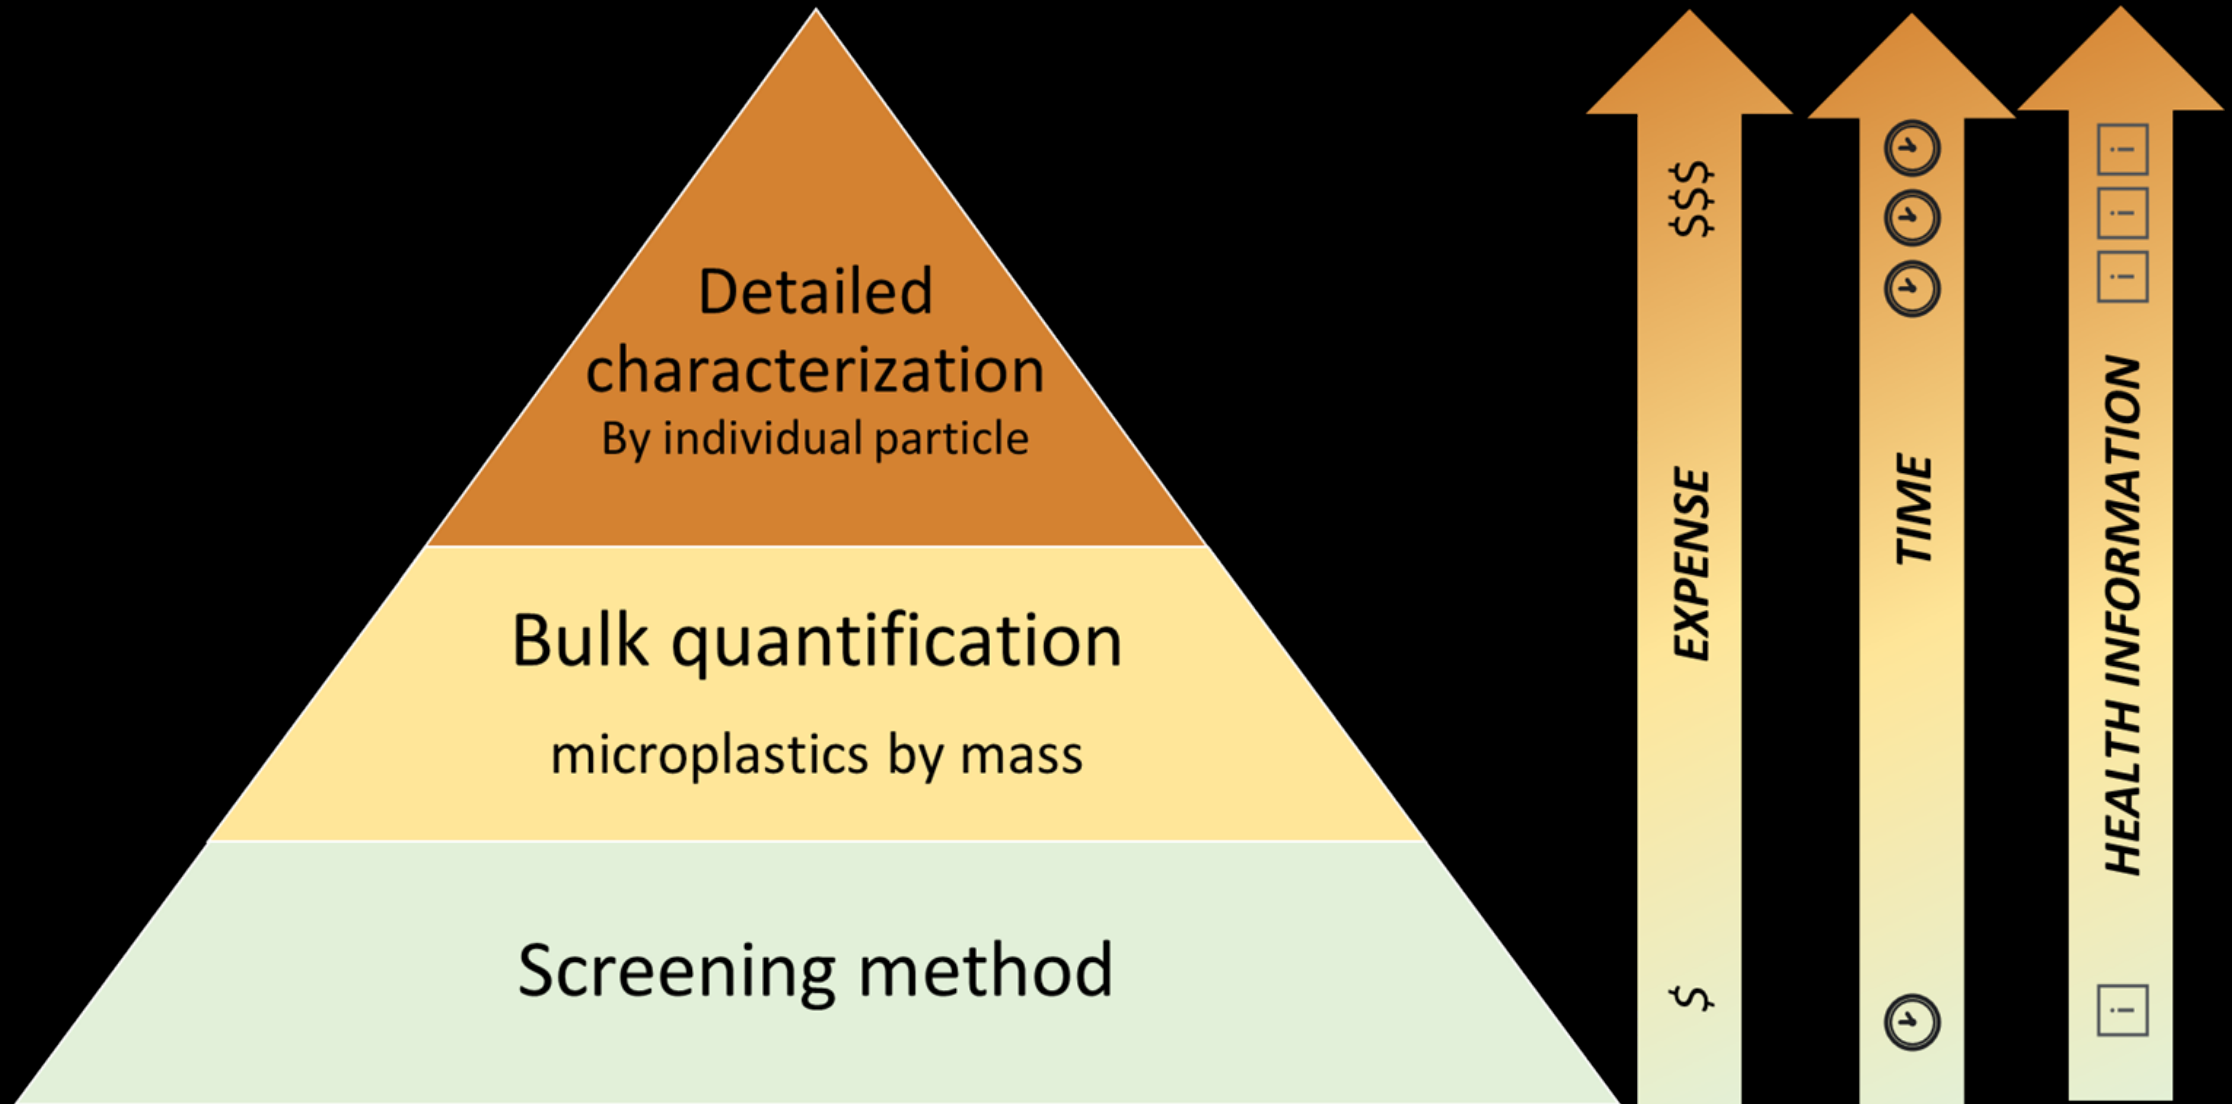 Detailed
characterization
By individual particle
Bulk quantification
microplastics by mass
Screening method
$$$
EXPENSE
$
TIME
i
i
i
HEALTH INFORMATION
i